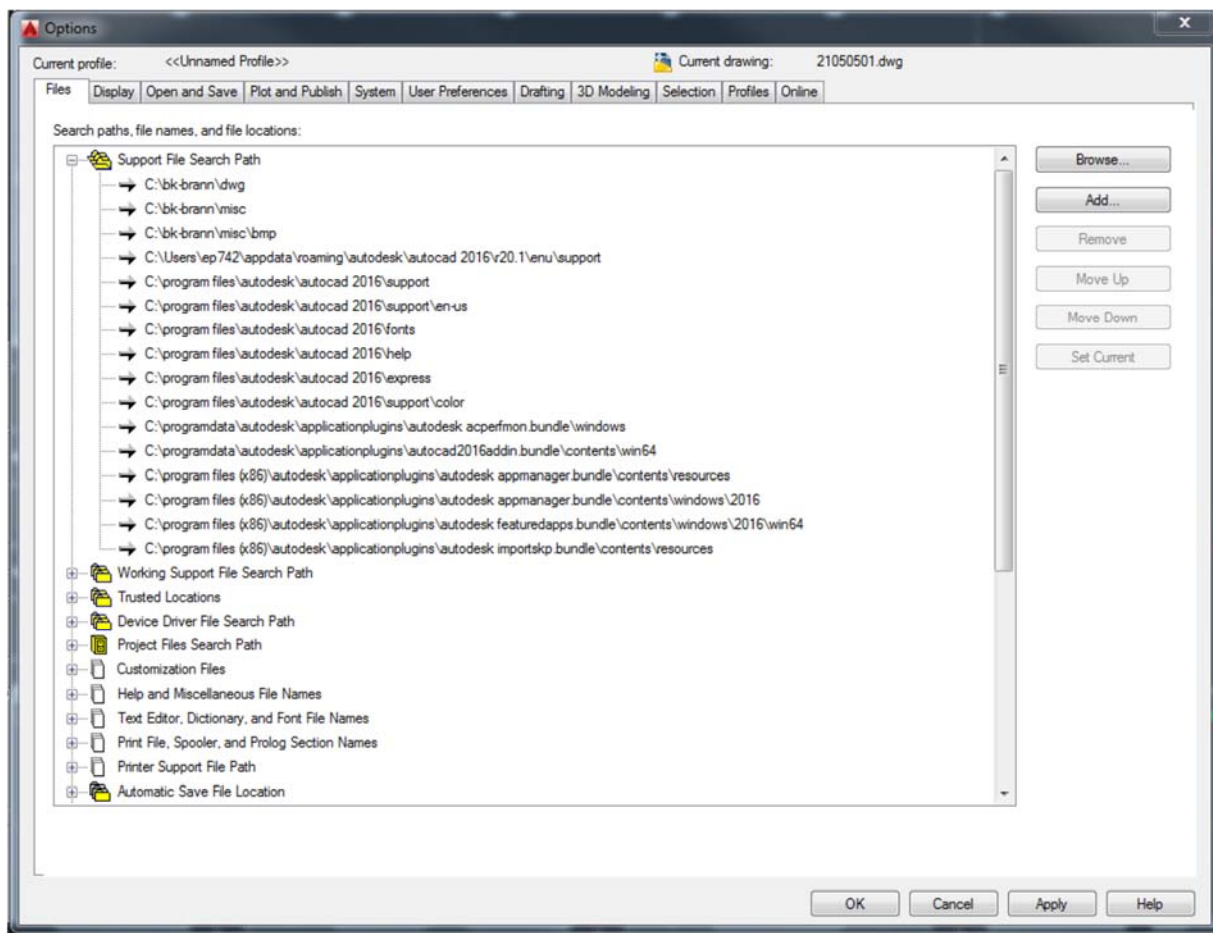 Options
x
Current profile: <<Unnamed Profile>> Current drawing: 21050501.dwg
Files Display Open and Save Plot and Publish System User Preferences Drafting 3D Modeling Selection Profiles Online
Search paths, file names, and file locations:
Support File Search Path
C:\bk-brann\dwg
C:\bk-brann\misc
C:\bk-brann\misc\bmp
C:\Users\ep742\appdata\roaming\autodesk\autocad 2016\r20.1\enu\support
C:\program files\autodesk\autocad 2016\support
C:\program files\autodesk\autocad 2016\support\en-us
C:\program files\autodesk\autocad 2016\fonts
C:\program files\autodesk\autocad 2016\help
C:\program files\autodesk\autocad 2016\express
C:\program files\autodesk\autocad 2016\support\color
C:\programdata\autodesk\applicationplugins\autodesk acperfmon.bundle\windows
C:\programdata\autodesk\applicationplugins\autocad2016addin.bundle\contents\win64
C:\program files (x86)\autodesk\applicationplugins\autodesk appmanager.bundle\contents\resources
C:\program files (x86)\autodesk\applicationplugins\autodesk appmanager.bundle\contents\windows\2016
C:\program files (x86)\autodesk\applicationplugins\autodesk featuredapps.bundle\contents\windows\2016\win64
C:\program files (x86)\autodesk\applicationplugins\autodesk importskp.bundle\contents\resources
Working Support File Search Path
Trusted Locations
Device Driver File Search Path
Project Files Search Path
Customization Files
Help and Miscellaneous File Names
Text Editor, Dictionary, and Font File Names
Print File, Spooler, and Prolog Section Names
Printer Support File Path
Automatic Save File Location
Browse...
Add...
Remove
Move Up
Move Down
Set Current
OK Cancel Apply Help